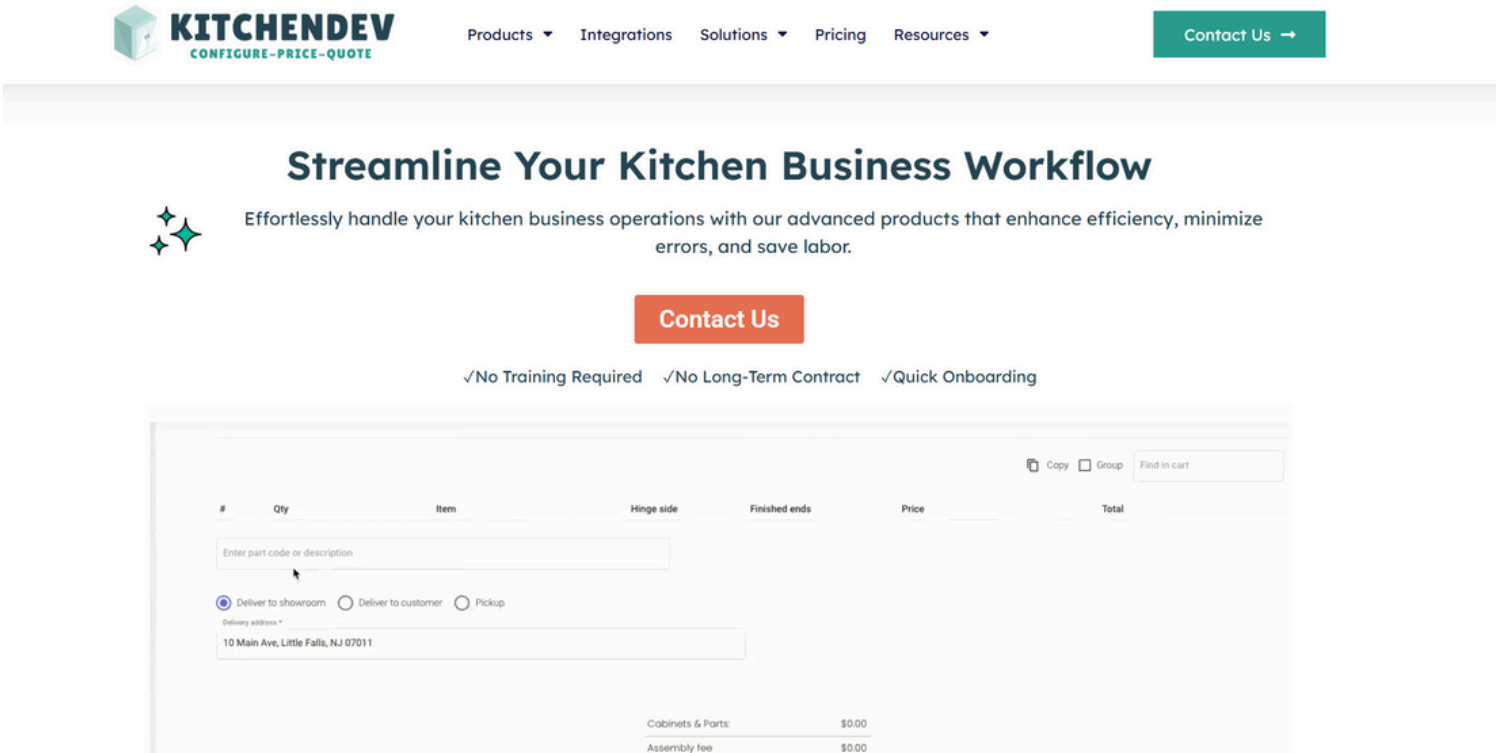 KITCHENDEV
CONFIGURE-PRICE-QUOTE
Products Integrations Solutions Pricing Resources
Contact Us →
Streamline Your Kitchen Business Workflow
Effortlessly handle your kitchen business operations with our advanced products that enhance efficiency, minimize
errors, and save labor.
Contact Us
✓No Training Required ✓No Long-Term Contract ✓Quick Onboarding
Copy Group Find in cart
# Qty Item Hinge side Finished ends Price Total
Enter part code or description
Deliver to showroom Deliver to customer Pickup
Delivery address *
10 Main Ave, Little Falls, NJ 07011
Cabinets & Parts: $0.00
Assembly fee $0.00